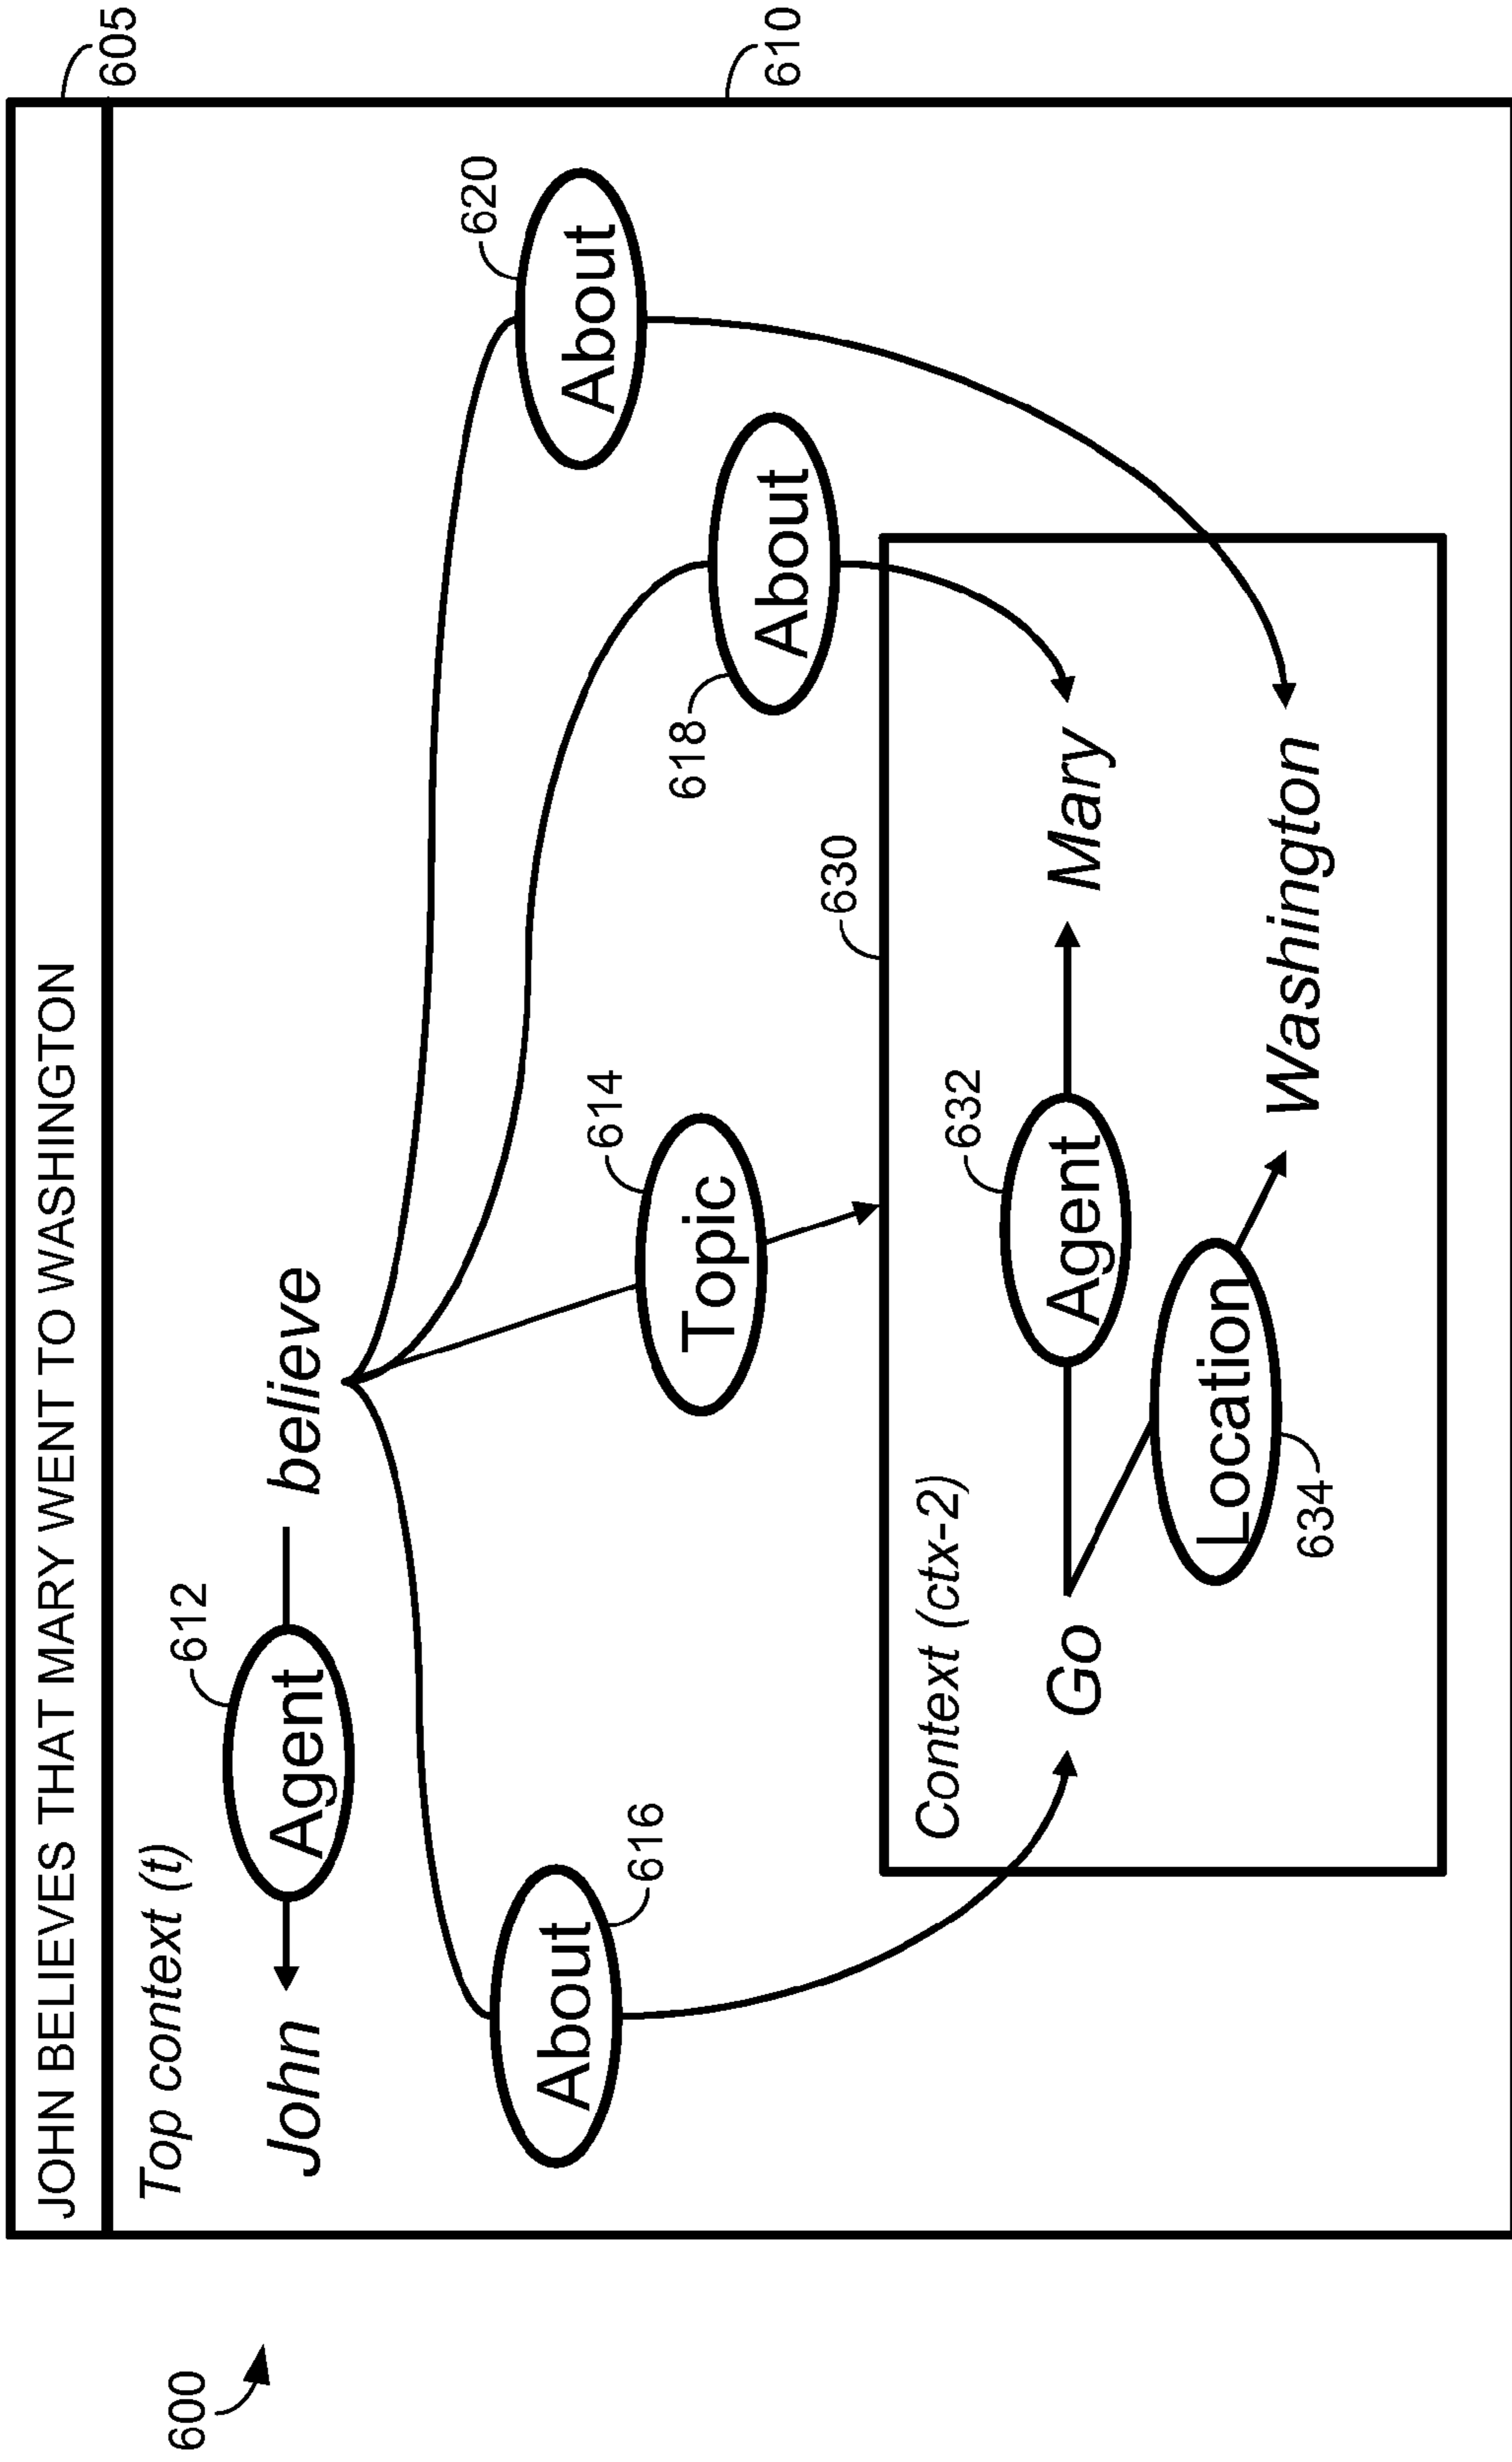 600
JOHN BELIEVES THAT MARY WENT TO WASHINGTON
605
Top context (t)
612
John
Agent
believe
620
About
About
616
614
Topic
618
About
610
630
Context (ctx-2)
632
Go
Agent
Mary
Location
634
Washington